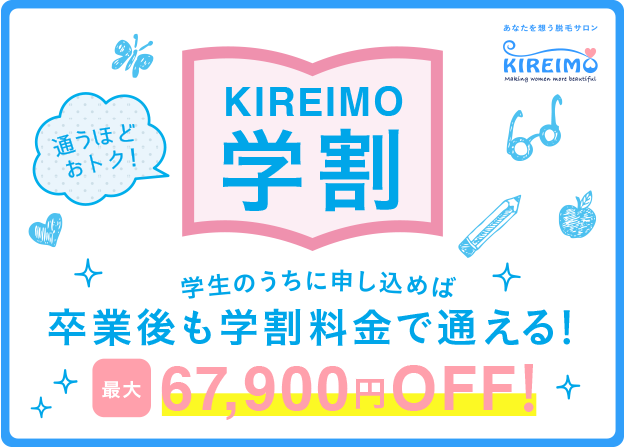 あなたを想う脱毛サロン
KIREIMO
Making women more beautiful
KIREIMO
学割
通うほど
おトク!
学生のうちに申し込めば
卒業後も学割料金で通える!
最大 67,900円OFF!